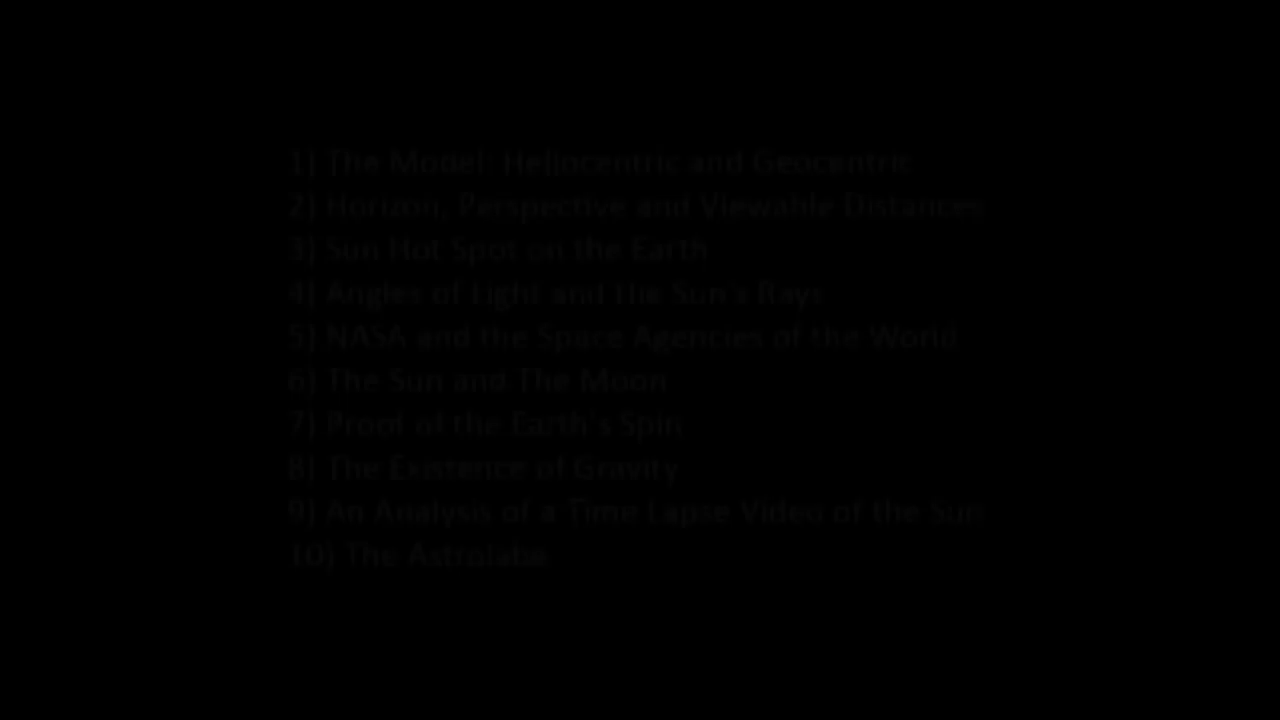 1) The Model: Heliocentric and Geocentric
2) Horizon, Perspective and Viewable Distances
3) Sun Hot Spot on the Earth
4) Angles of Light and the Sun's Rays
5) NASA and the Space Agencies of the World
6) The Sun and The Moon
7) Proof of the Earth's Spin
8) The Existence of Gravity
9) An Analysis of a Time Lapse Video of the Sun
10) The Astrolabe